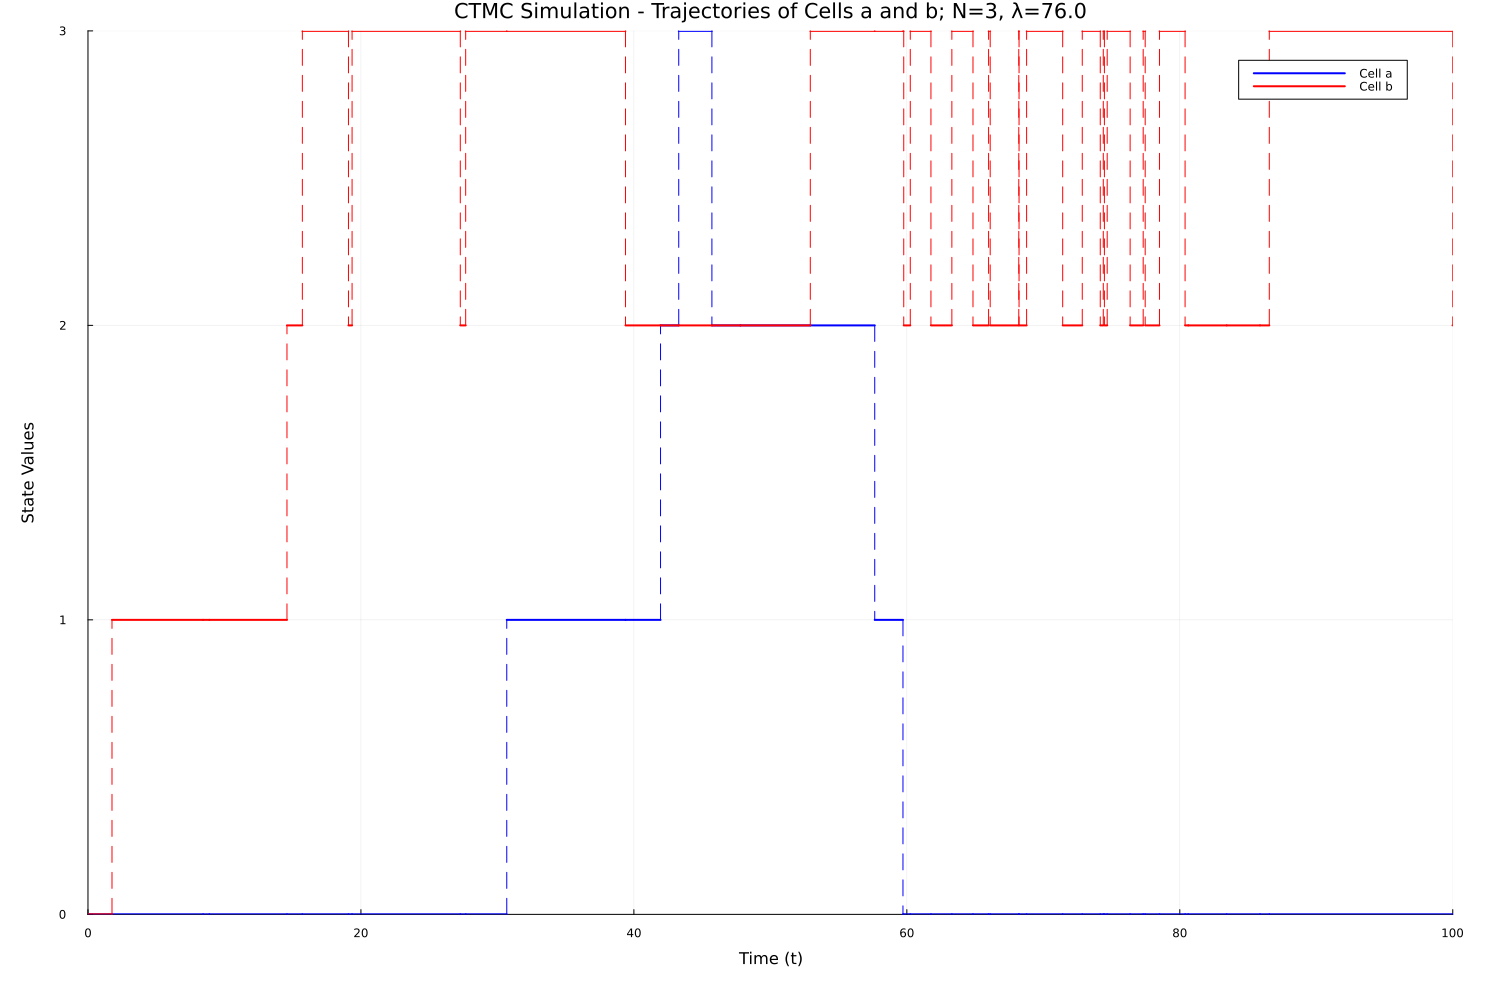 CTMC Simulation - Trajectories of Cells a and b; N=3, λ=76.0
3
Cell a
Cell b
2
State Values
1
0
0 20 40 60 80 100
Time (t)